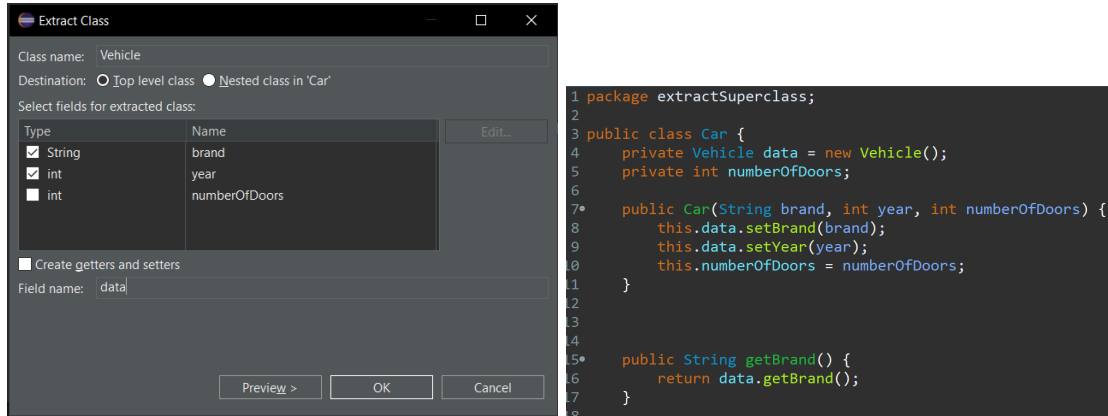 Extract Class
Class name: Vehicle
Destination: Top level class Nested class in 'Car'
Select fields for extracted class:
Type Name
String brand
int year
int numberOfDoors
Edit...
Create getters and setters
Field name: data
Preview > OK Cancel
1 package extractSuperclass;
2
3 public class Car {
4 private Vehicle data = new Vehicle();
5 private int numberOfDoors;
6
7 public Car(String brand, int year, int numberOfDoors) {
8 this.data.setBrand(brand);
9 this.data.setYear(year);
10 this.numberOfDoors = numberOfDoors;
11 }
12
13
14
15 public String getBrand() {
16 return data.getBrand();
17 }
18